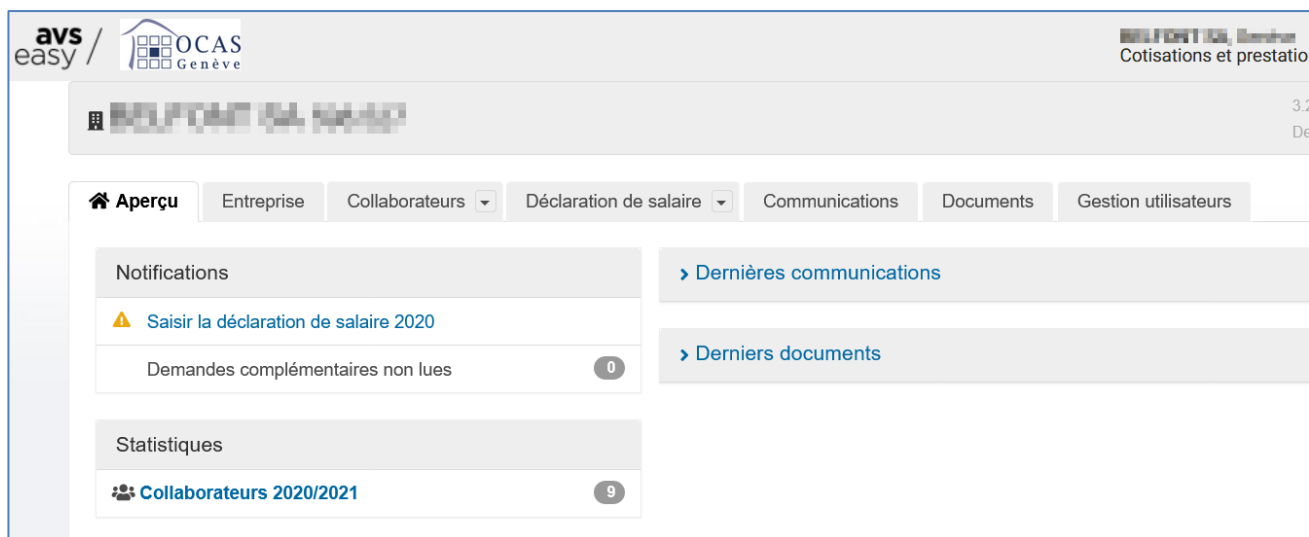 avs
easy
OCAS
Genève
Cotisations et prestation
3.2
De
Aperçu
Entreprise
Collaborateurs
Déclaration de salaire
Communications
Documents
Gestion utilisateurs
Notifications
Saisir la déclaration de salaire 2020
Demandes complémentaires non lues 0
Dernières communications
Derniers documents
Statistiques
Collaborateurs 2020/2021 9